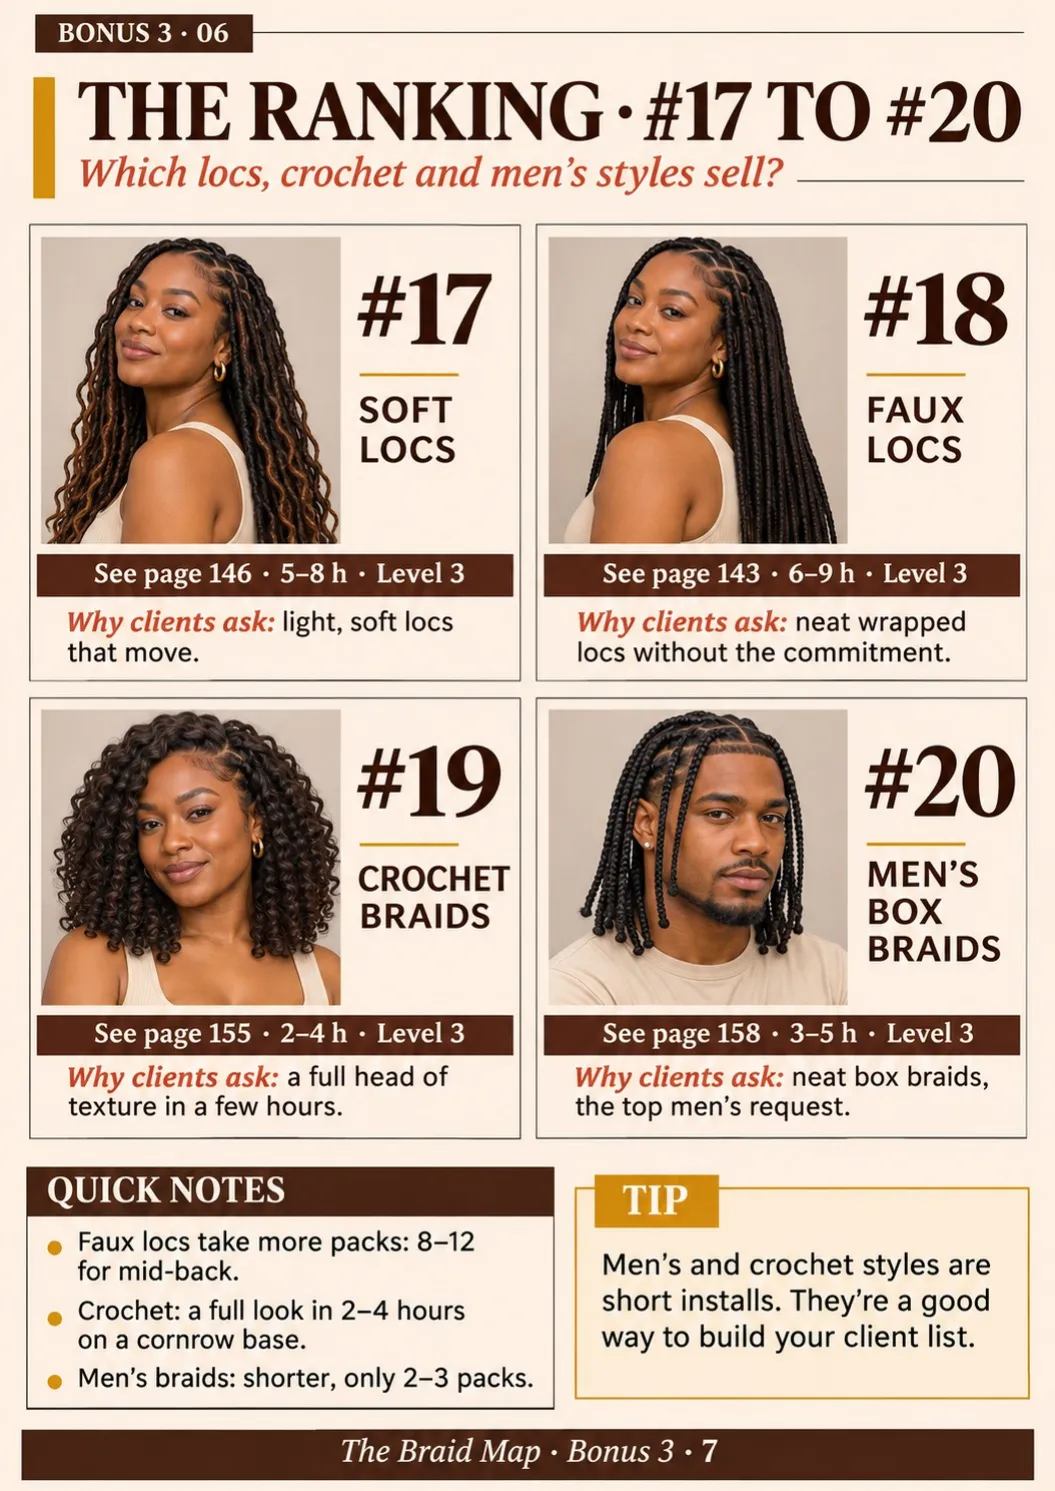 BONUS 3 · 06
THE RANKING · #17 TO #20
Which locs, crochet and men's styles sell?
#17
SOFT
LOCS
See page 146 · 5–8 h · Level 3
Why clients ask: light, soft locs
that move.
#18
FAUX
LOCS
See page 143 · 6–9 h · Level 3
Why clients ask: neat wrapped
locs without the commitment.
#19
CROCHET
BRAIDS
See page 155 · 2–4 h · Level 3
Why clients ask: a full head of
texture in a few hours.
#20
MEN'S
BOX
BRAIDS
See page 158 · 3–5 h · Level 3
Why clients ask: neat box braids,
the top men's request.
QUICK NOTES
Faux locs take more packs: 8–12
for mid-back.
Crochet: a full look in 2–4 hours
on a cornrow base.
Men's braids: shorter, only 2–3 packs.
TIP
Men's and crochet styles are
short installs. They're a good
way to build your client list.
The Braid Map · Bonus 3 · 7